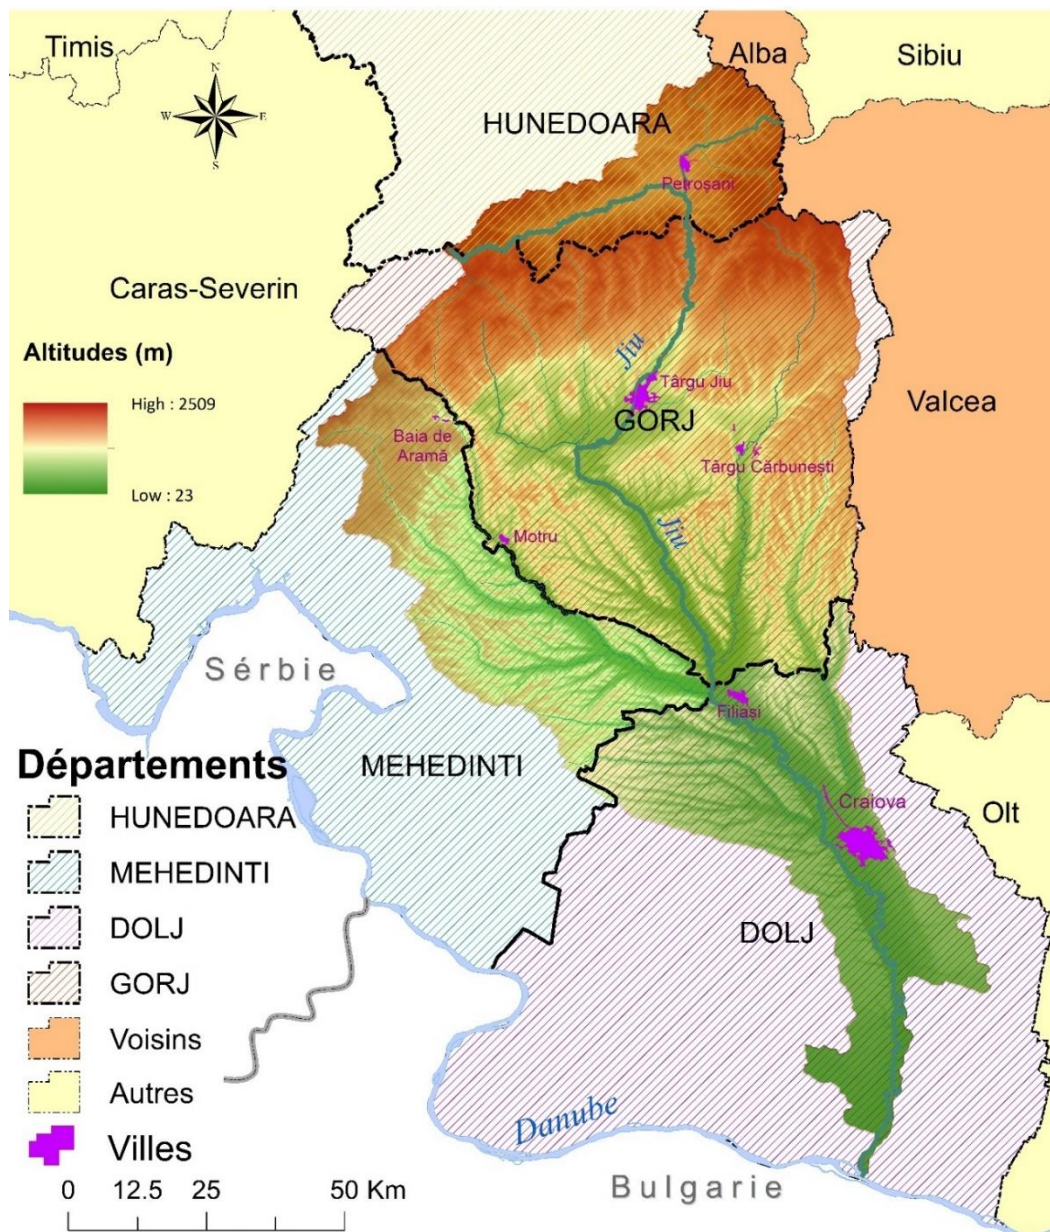 Timis
Alba
Sibiu
N
W
E
S
HUNEDOARA
Petroșani
Caras-Severin
Altitudes (m)
High : 2509
Low : 23
Jiu
Târgu Jiu
GORJ
Valcea
Baia de
Aramă
Târgu Cărbunești
Jiu
Motru
Sérbie
Filiași
MEHEDINTI
Craiova
Olt
DOLJ
Départements
HUNEDOARA
MEHEDINTI
DOLJ
GORJ
Voisins
Autres
Villes
Danube
Bulgarie
0 12.5 25 50 Km